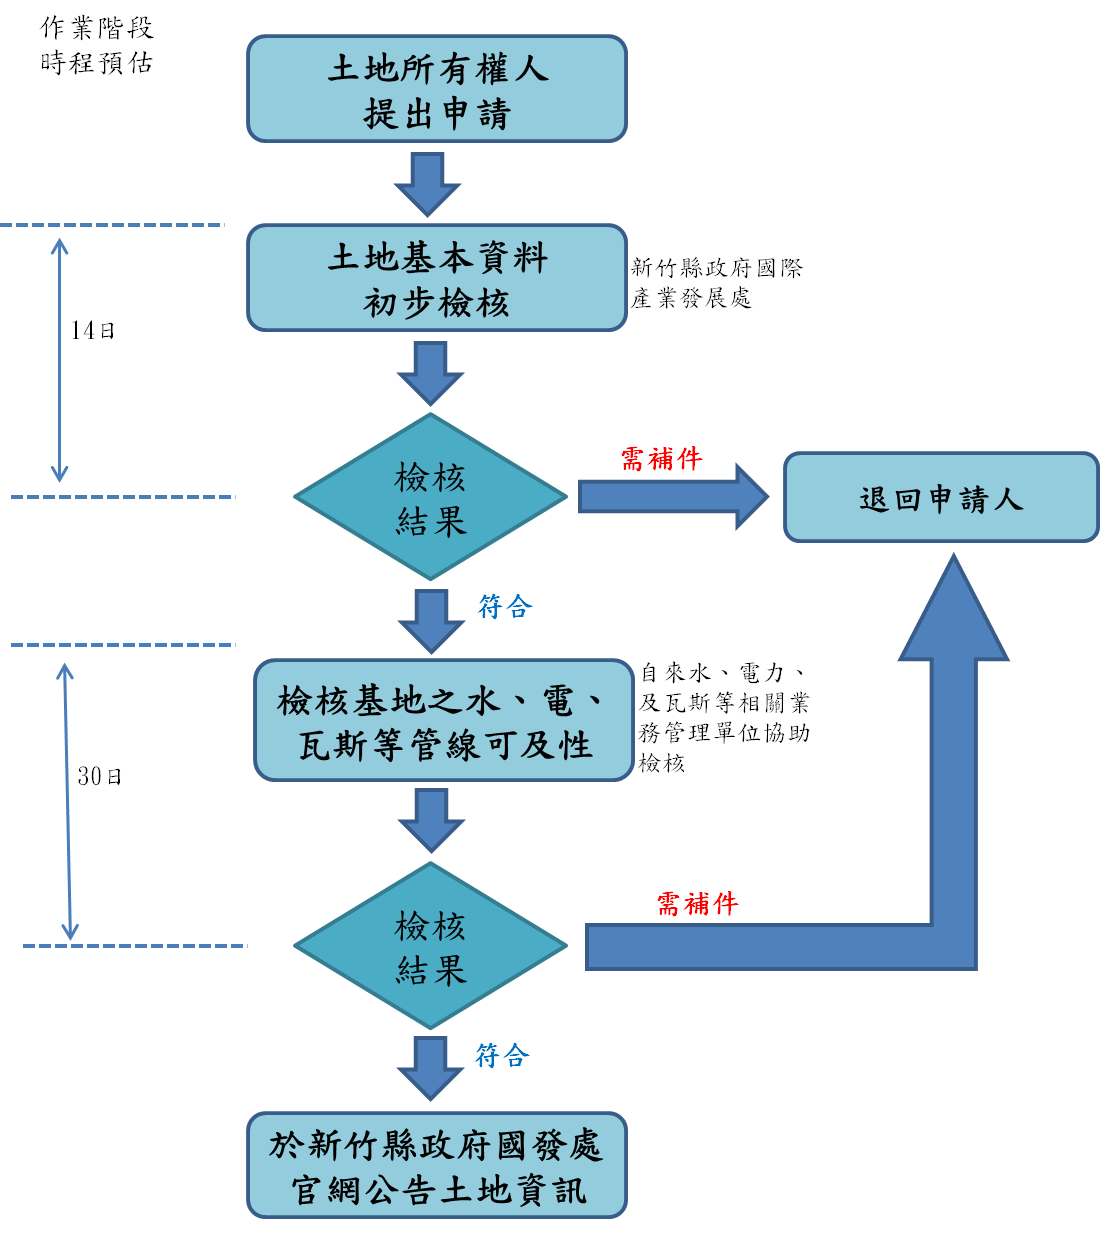 作業階段
時程預估
土地所有權人
提出申請
土地基本資料
初步檢核
新竹縣政府國際
產業發展處
14日
檢核
結果
需補件
退回申請人
符合
檢核基地之水、電、
瓦斯等管線可及性
自來水、電力、
及瓦斯等相關業
務管理單位協助
檢核
30日
檢核
結果
需補件
符合
於新竹縣政府國發處
官網公告土地資訊